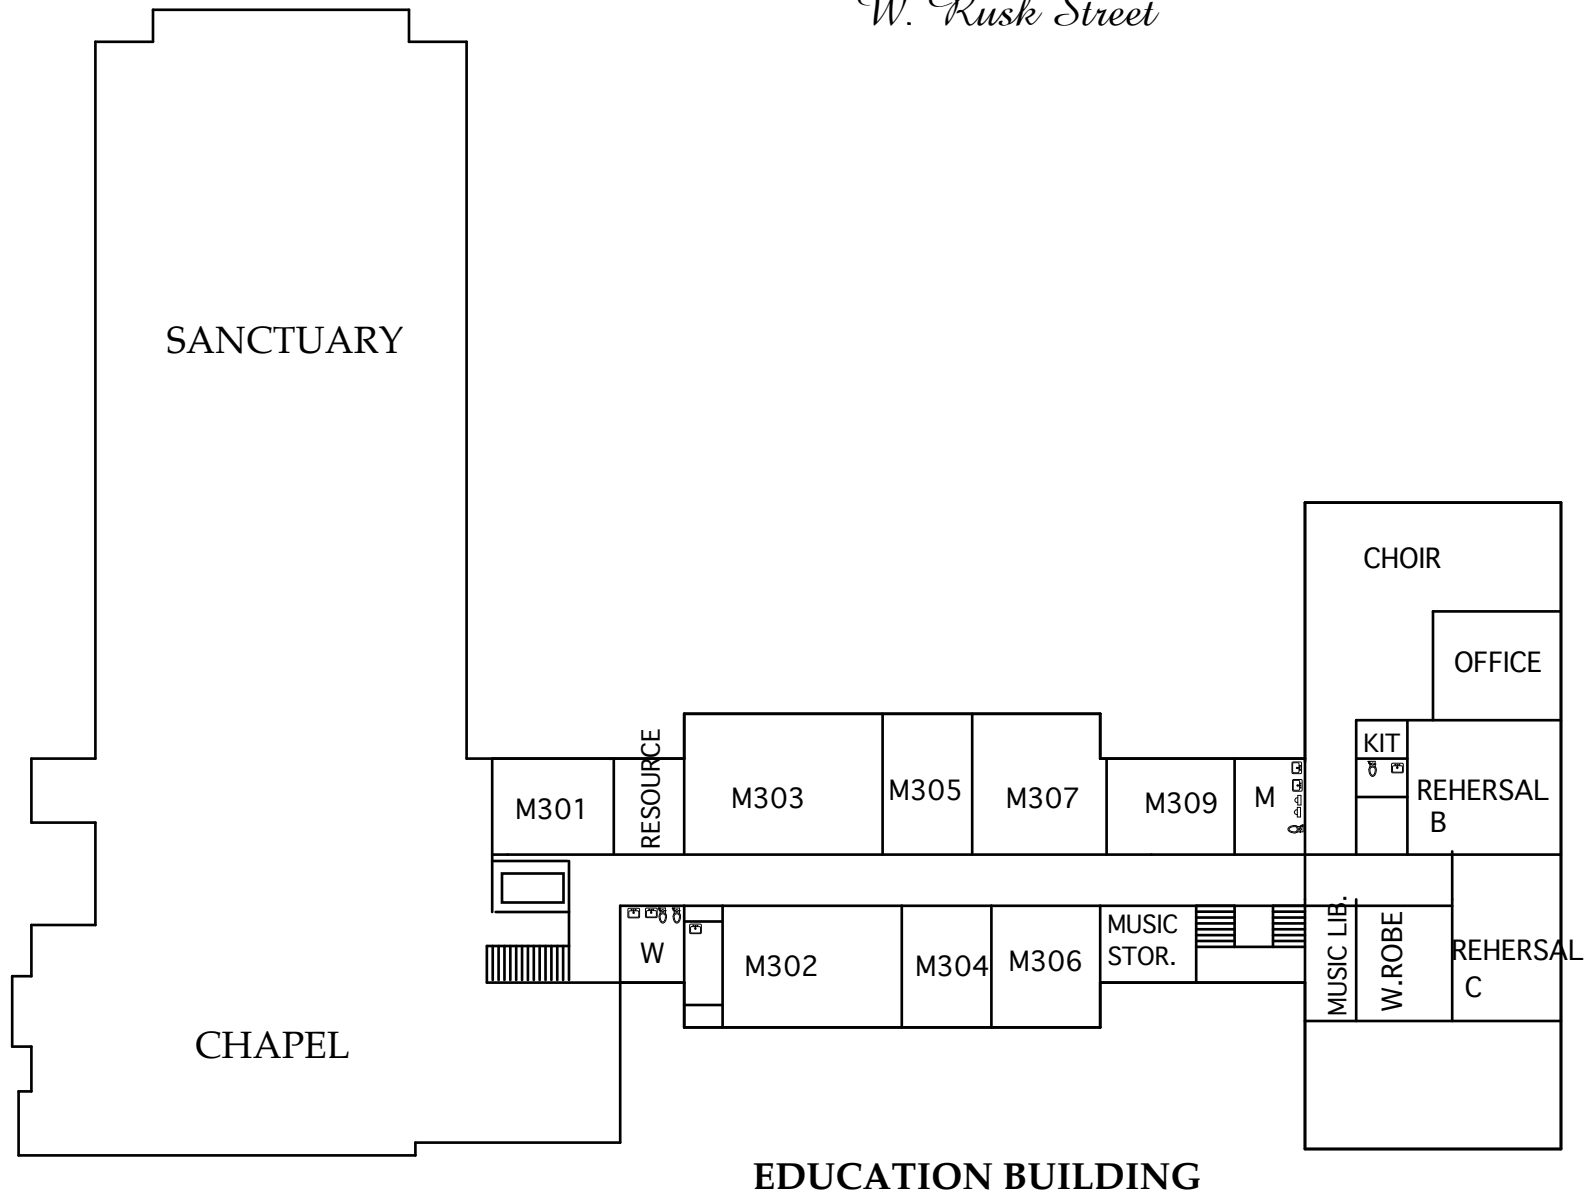 W. Rusk Street
SANCTUARY
CHOIR
OFFICE
KIT
RESOURCE
M301
M303
M305
M307
M309
M
REHERSAL
B
W
M302
M304
M306
MUSIC
STOR.
MUSIC LIB.
W.ROBE
REHERSAL
C
CHAPEL
EDUCATION BUILDING